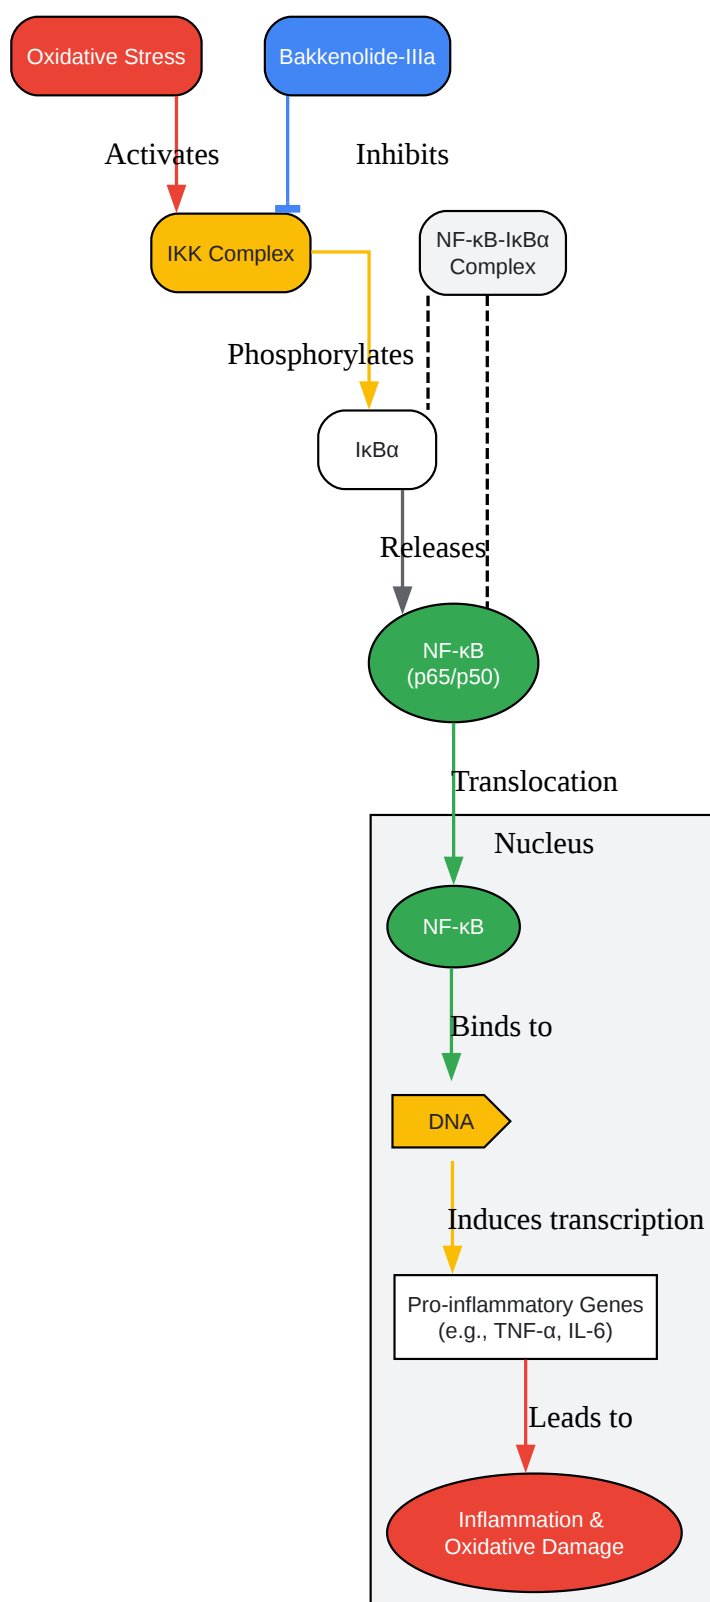 Oxidative Stress
Bakkenolide-IIIa
Activates
Inhibits
IKK Complex
NF-κB-IκBα
Complex
Phosphorylates
IκBα
Releases
NF-κB
(p65/p50)
Translocation
Nucleus
NF-κB
Binds to
DNA
Induces transcription
Pro-inflammatory Genes
(e.g., TNF-α, IL-6)
Leads to
Inflammation &
Oxidative Damage